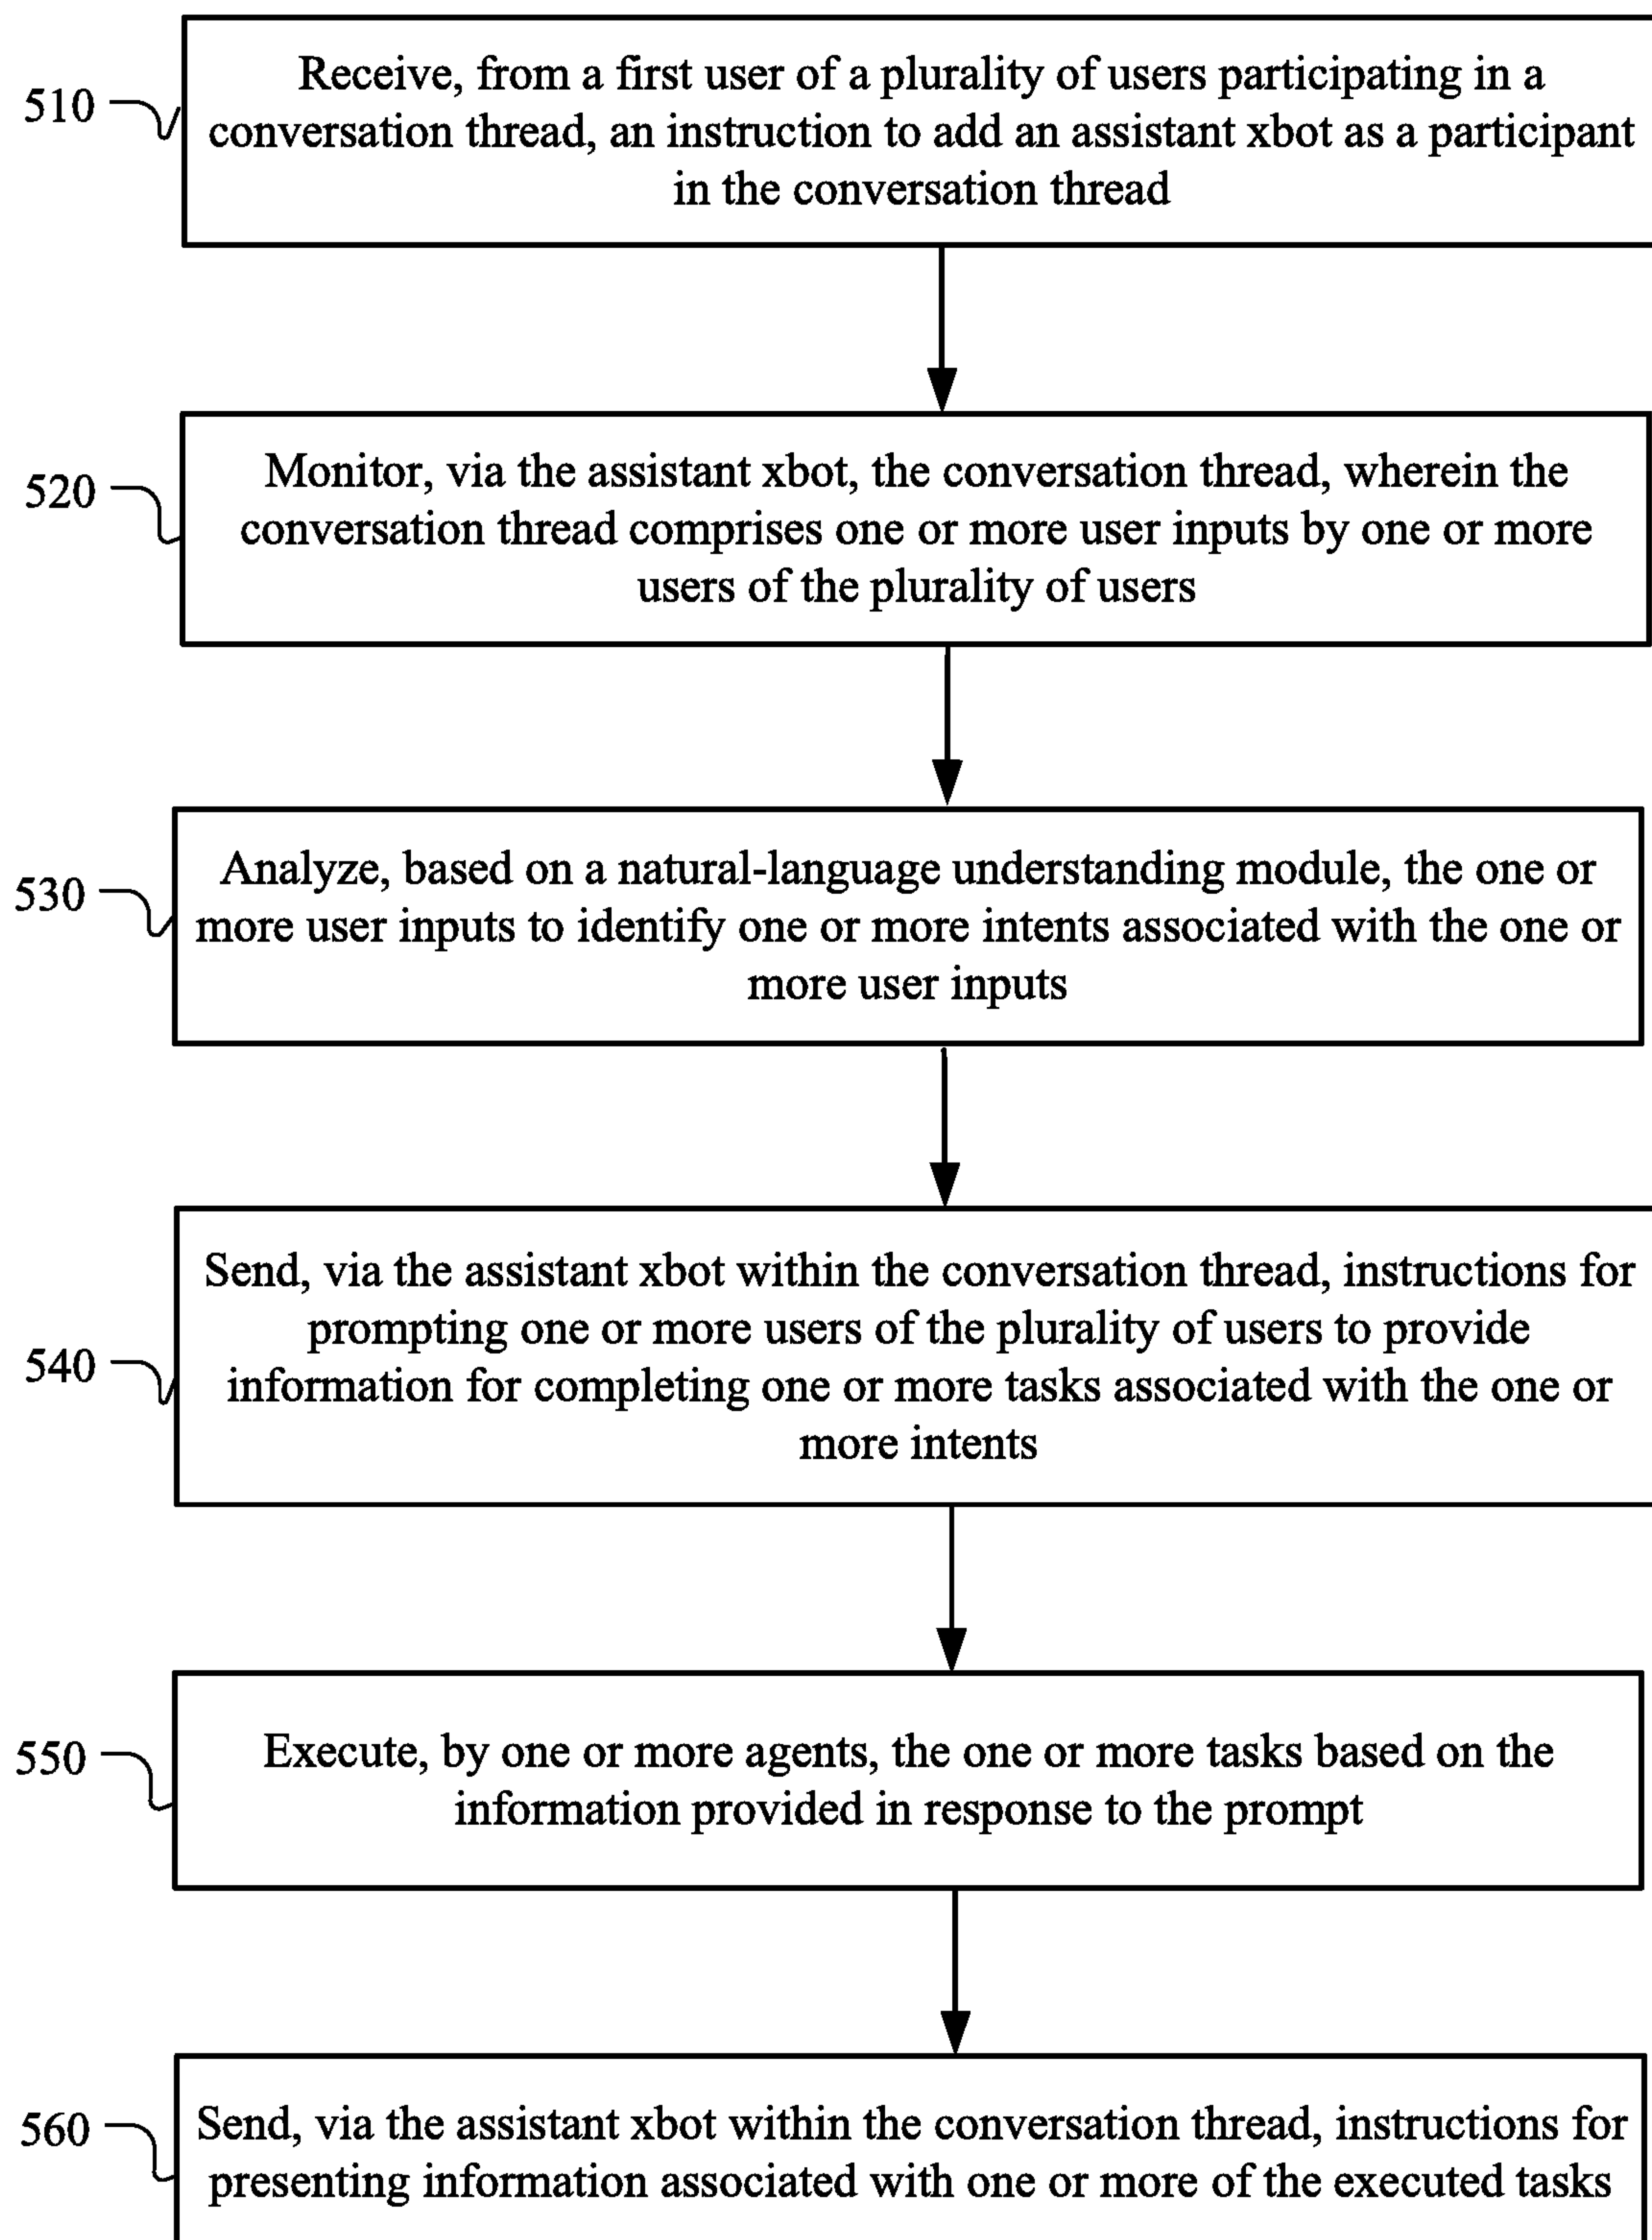 510
Receive, from a first user of a plurality of users participating in a
conversation thread, an instruction to add an assistant xbot as a participant
in the conversation thread
520
Monitor, via the assistant xbot, the conversation thread, wherein the
conversation thread comprises one or more user inputs by one or more
users of the plurality of users
530
Analyze, based on a natural-language understanding module, the one or
more user inputs to identify one or more intents associated with the one or
more user inputs
540
Send, via the assistant xbot within the conversation thread, instructions for
prompting one or more users of the plurality of users to provide
information for completing one or more tasks associated with the one or
more intents
550
Execute, by one or more agents, the one or more tasks based on the
information provided in response to the prompt
560
Send, via the assistant xbot within the conversation thread, instructions for
presenting information associated with one or more of the executed tasks